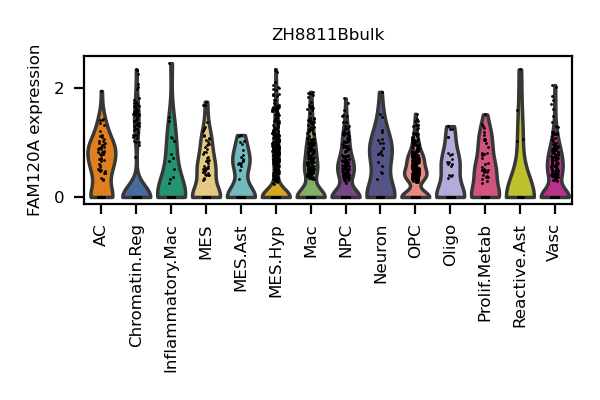 ZH8811Bbulk
FAM120A expression
2
0
AC
Chromatin.Reg
Inflammatory.Mac
MES
MES.Ast
MES.Hyp
Mac
NPC
Neuron
OPC
Oligo
Prolif.Metab
Reactive.Ast
Vasc